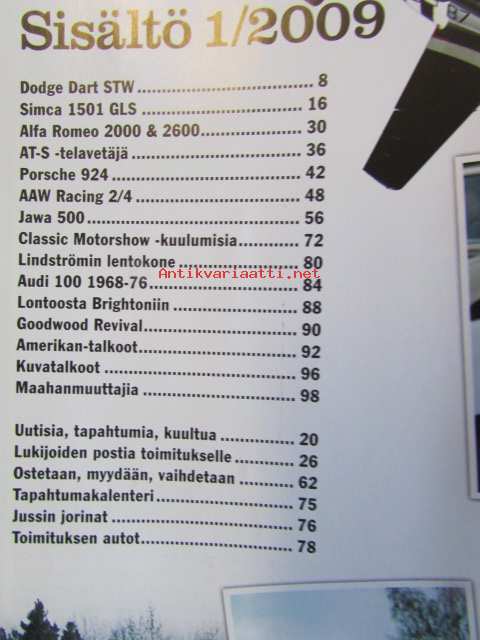 Sisältö 1/2009
Dodge Dart STW 8
Simca 1501 GLS 16
Alfa Romeo 2000 & 2600 30
AT-S -telavetäjä 36
Porsche 924 42
AAW Racing 2/4 48
Jawa 500 56
Classic Motorshow -kuulumisia 72
Lindströmin lentokone 80
Antikvariaatti.net
Audi 100 1968-76 84
Lontoosta Brightoniin 88
Goodwood Revival 90
Amerikan-talkoot 92
Kuvatalkoot 96
Maahanmuuttajia 98
Uutisia, tapahtumia, kuultua 20
Lukijoiden postia toimitukselle 26
Ostetaan, myydään, vaihdetaan 62
Tapahtumakalenteri 75
Jussin jorinat 76
Toimituksen autot 78